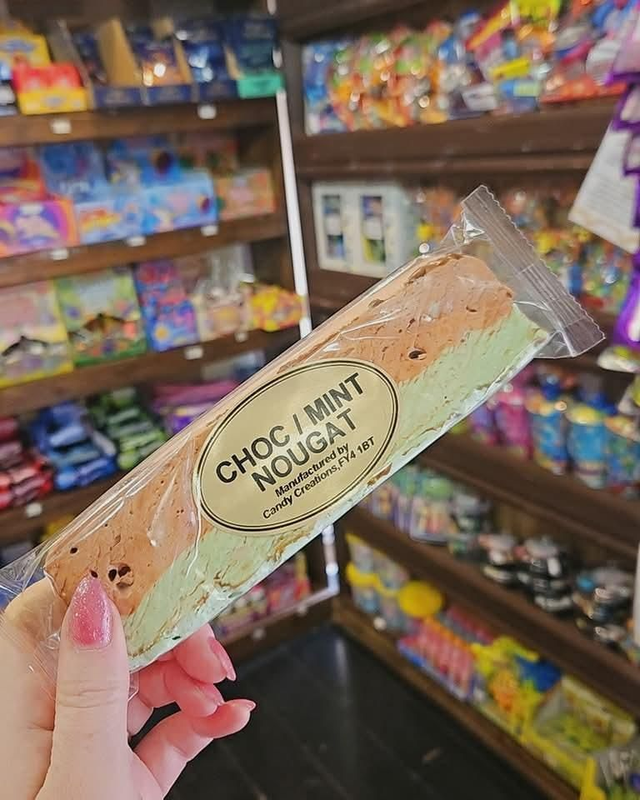 CHOC / MINT
NOUGAT
Manufactured by
Candy Creations,FY4 1BT